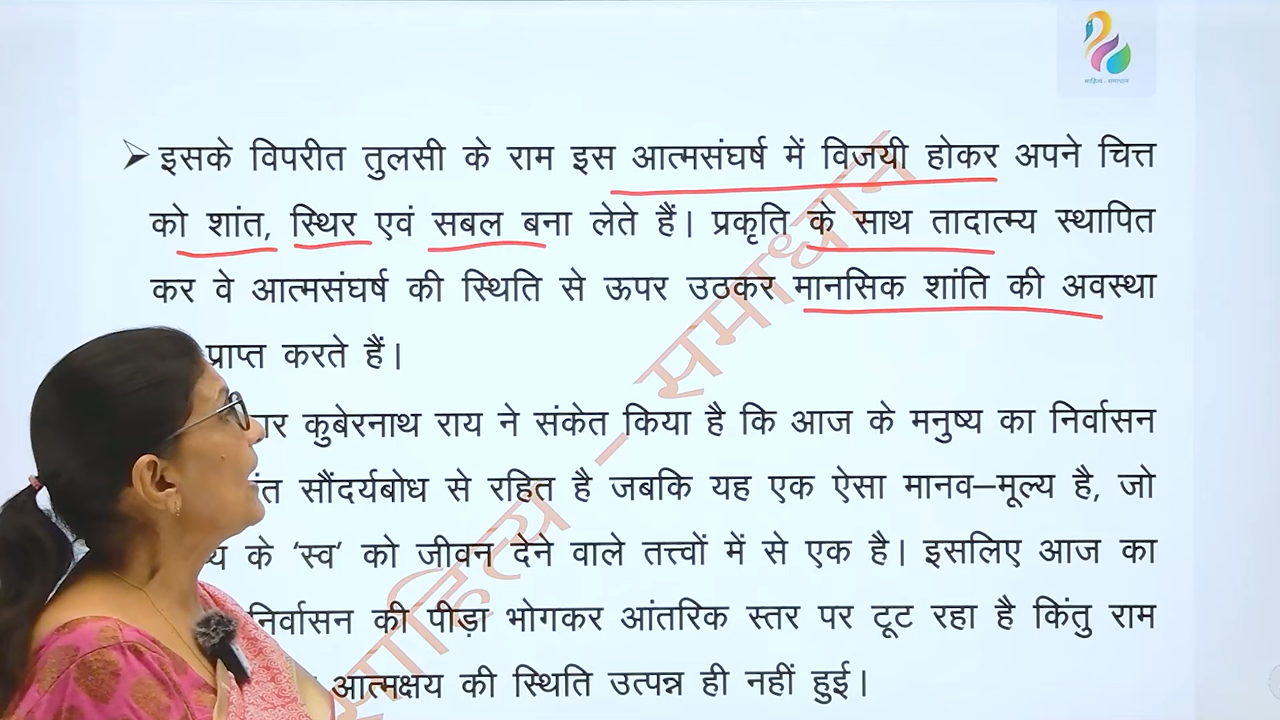 साहित्य - समाधान
इसके विपरीत तुलसी के राम इस आत्मसंघर्ष में विजयी होकर अपने चित्त
को शांत, स्थिर एवं सबल बना लेते हैं। प्रकृति के साथ तादात्म्य स्थापित
कर वे आत्मसंघर्ष की स्थिति से ऊपर उठकर मानसिक शांति की अवस्था
प्राप्त करते हैं।
कुबेरनाथ राय ने संकेत किया है कि आज के मनुष्य का निर्वासन
सौंदर्यबोध से रहित है जबकि यह एक ऐसा मानव–मूल्य है, जो
के ‘स्व’ को जीवन देने वाले तत्त्वों में से एक है। इसलिए आज का
निर्वासन की पीड़ा भोगकर आंतरिक स्तर पर टूट रहा है किंतु राम
आत्मक्षय की स्थिति उत्पन्न ही नहीं हुई।
साहित्य - समाधान